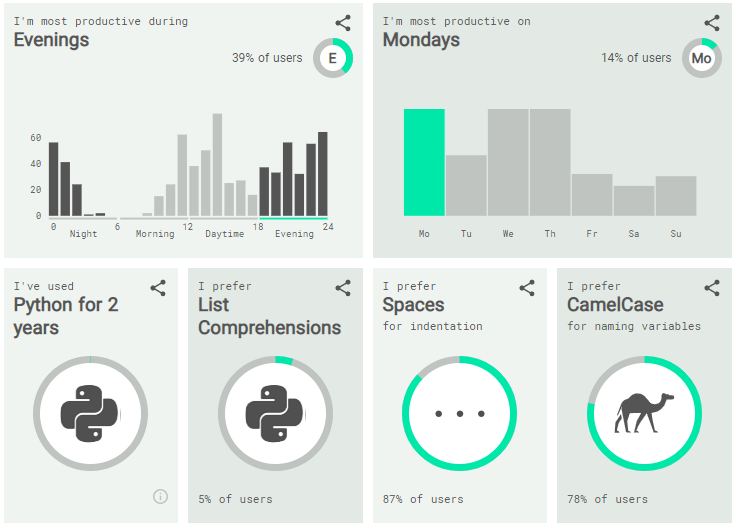 I'm most productive during
Evenings
39% of users
E
60
40
20
0
0 6 12 18 24
Night Morning Daytime Evening
I'm most productive on
Mondays
14% of users
Mo
Mo Tu We Th Fr Sa Su
I've used
Python for 2
years
i
I prefer
List
Comprehensions
5% of users
I prefer
Spaces
for indentation
87% of users
I prefer
CamelCase
for naming variables
78% of users